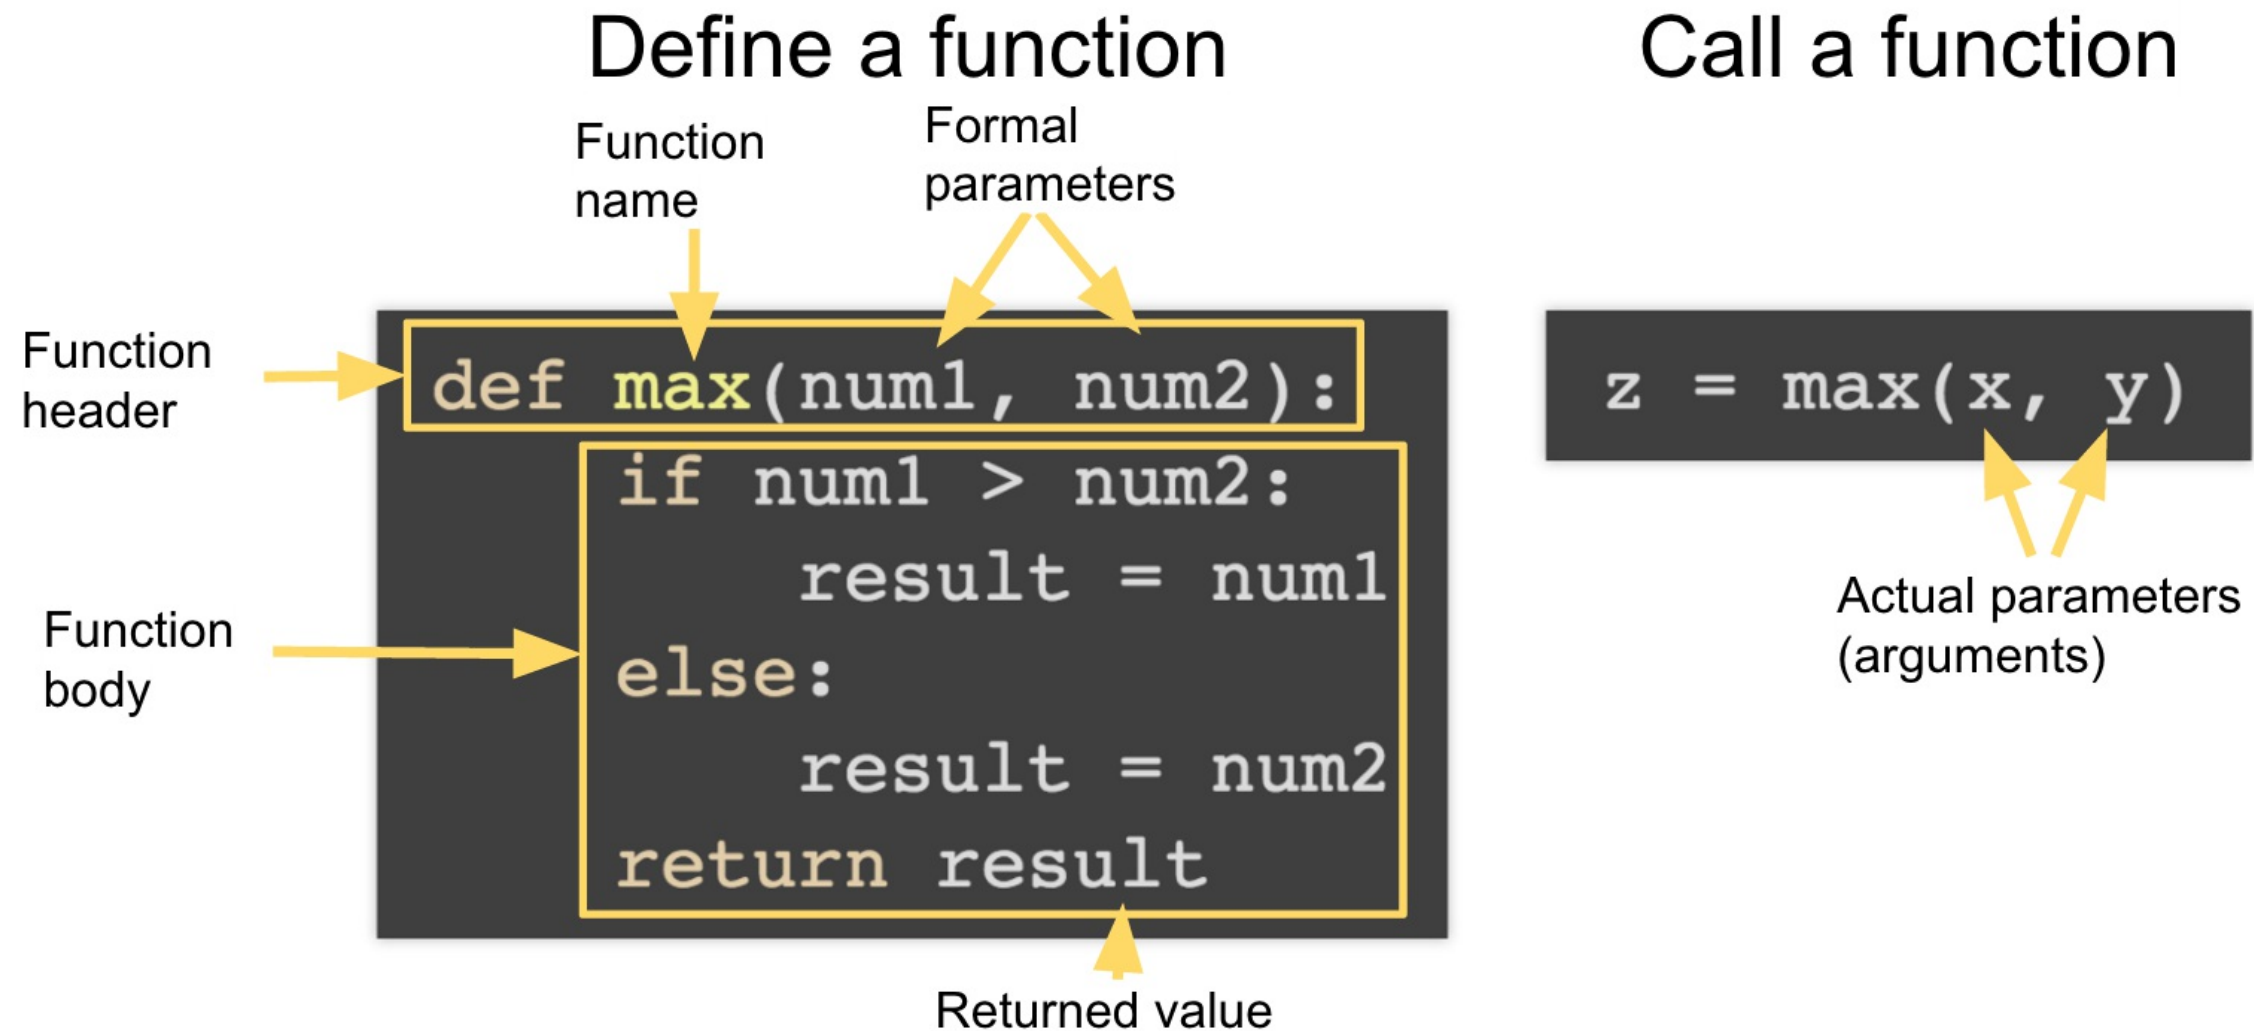 Define a function
Call a function
Function
name
Formal
parameters
Function
header
def max(num1, num2):
if num1 > num2:
result = num1
else:
result = num2
return result
Function
body
Returned value
z = max(x, y)
Actual parameters
(arguments)